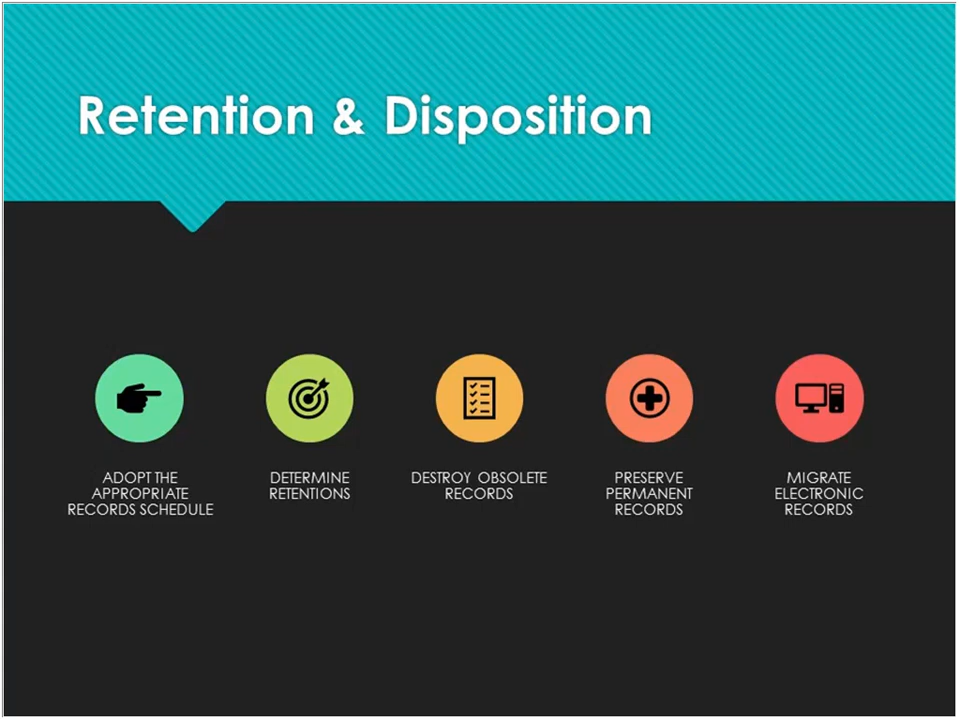 Retention & Disposition
ADOPT THE
APPROPRIATE
RECORDS SCHEDULE
DETERMINE
RETENTIONS
DESTROY OBSOLETE
RECORDS
PRESERVE
PERMANENT
RECORDS
MIGRATE
ELECTRONIC
RECORDS